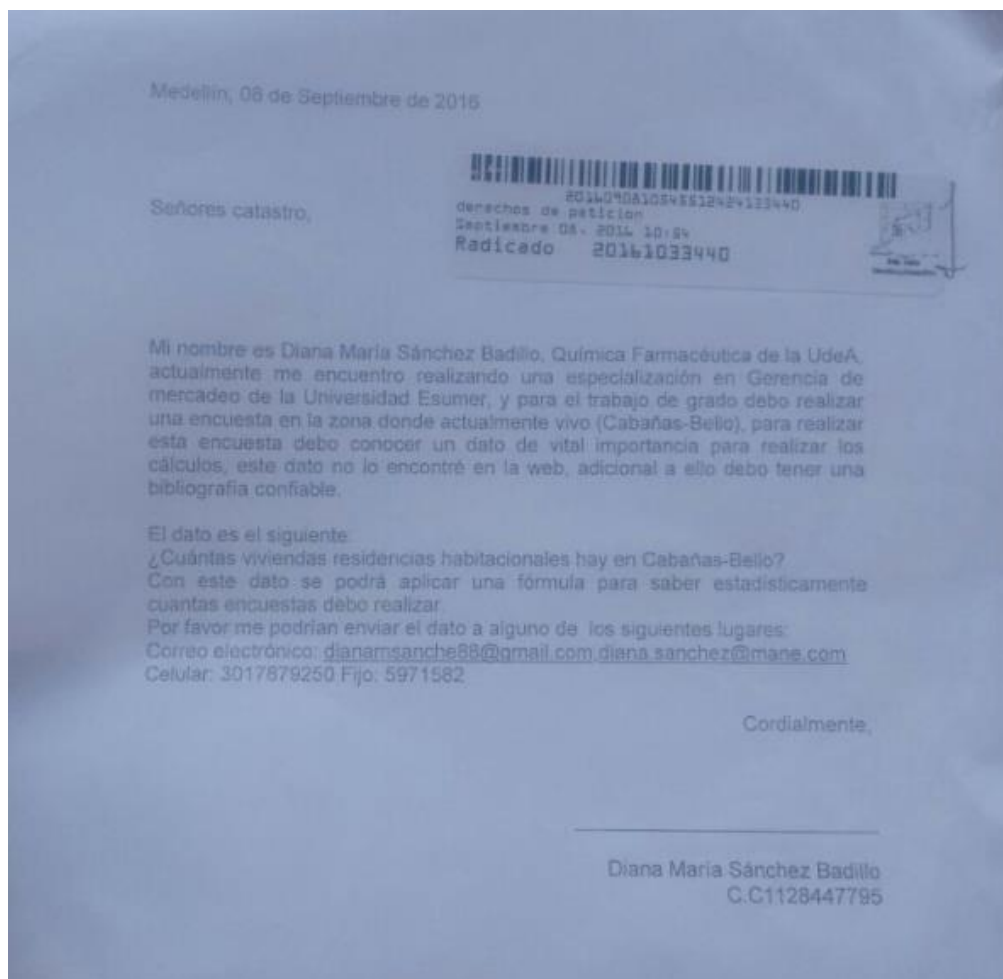 Medellín, 08 de Septiembre de 2016
Señores catastro,
derechos de peticion
Septiembre 08, 2016 10:54
Radicado 20161033440
Mi nombre es Diana María Sánchez Badillo, Química Farmacéutica de la UdeA,
actualmente me encuentro realizando una especialización en Gerencia de
mercadeo de la Universidad Esumer, y para el trabajo de grado debo realizar
una encuesta en la zona donde actualmente vivo (Cabañas-Bello), para realizar
esta encuesta debo conocer un dato de vital importancia para realizar los
cálculos, este dato no lo encontré en la web, adicional a ello debo tener una
bibliografía confiable.
El dato es el siguiente:
¿Cuántas viviendas residencias habitacionales hay en Cabañas-Bello?
Con este dato se podrá aplicar una fórmula para saber estadísticamente
cuantas encuestas debo realizar.
Por favor me podrían enviar el dato a alguno de los siguientes lugares:
Correo electrónico: dianamsanche88@gmail.com,diana.sanchez@mane.com
Celular: 3017879250 Fijo: 5971582
Cordialmente,
Diana María Sánchez Badillo
C.C1128447795